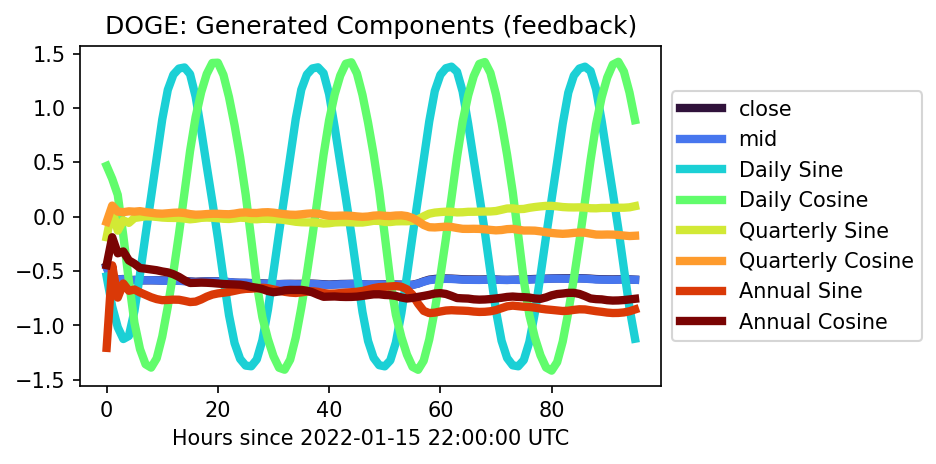 DOGE: Generated Components (feedback)
1.5
1.0
0.5
0.0
−0.5
−1.0
−1.5
0
20
40
60
80
Hours since 2022-01-15 22:00:00 UTC
close
mid
Daily Sine
Daily Cosine
Quarterly Sine
Quarterly Cosine
Annual Sine
Annual Cosine